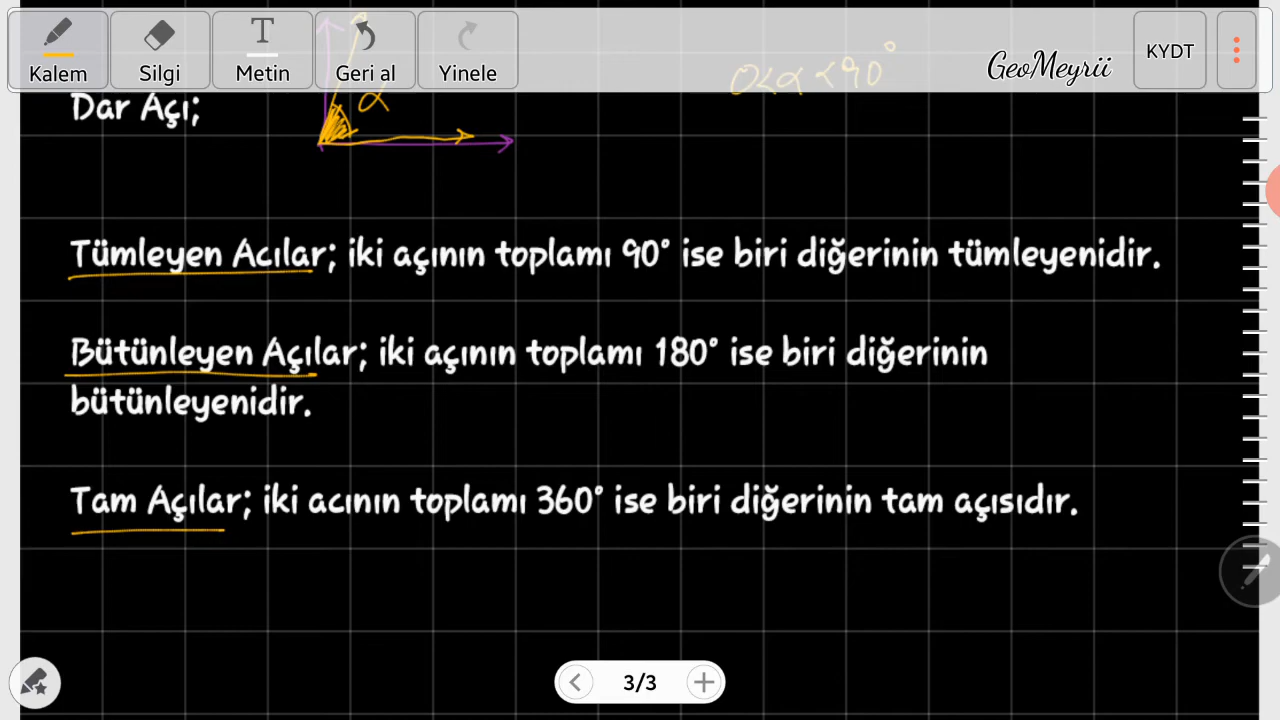 Kalem Silgi Metin Geri al Yinele
0<α<90° GeoMeyrii KYDT
Dar Açı; α
Tümleyen Acılar; iki açının toplamı 90° ise biri diğerinin tümleyenidir.
Bütünleyen Açılar; iki açının toplamı 180° ise biri diğerinin
bütünleyenidir.
Tam Açılar; iki acının toplamı 360° ise biri diğerinin tam açısıdır.
3/3